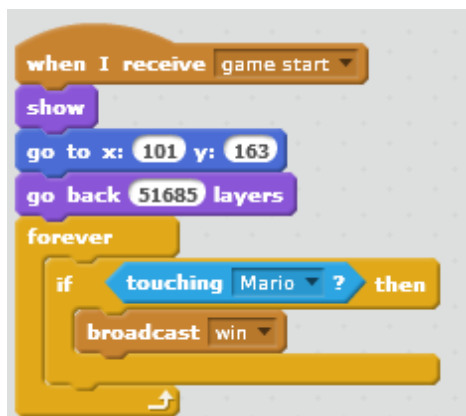 when I receive game start
show
go to x: 101 y: 163
go back 51685 layers
forever
if touching Mario ? then
broadcast win